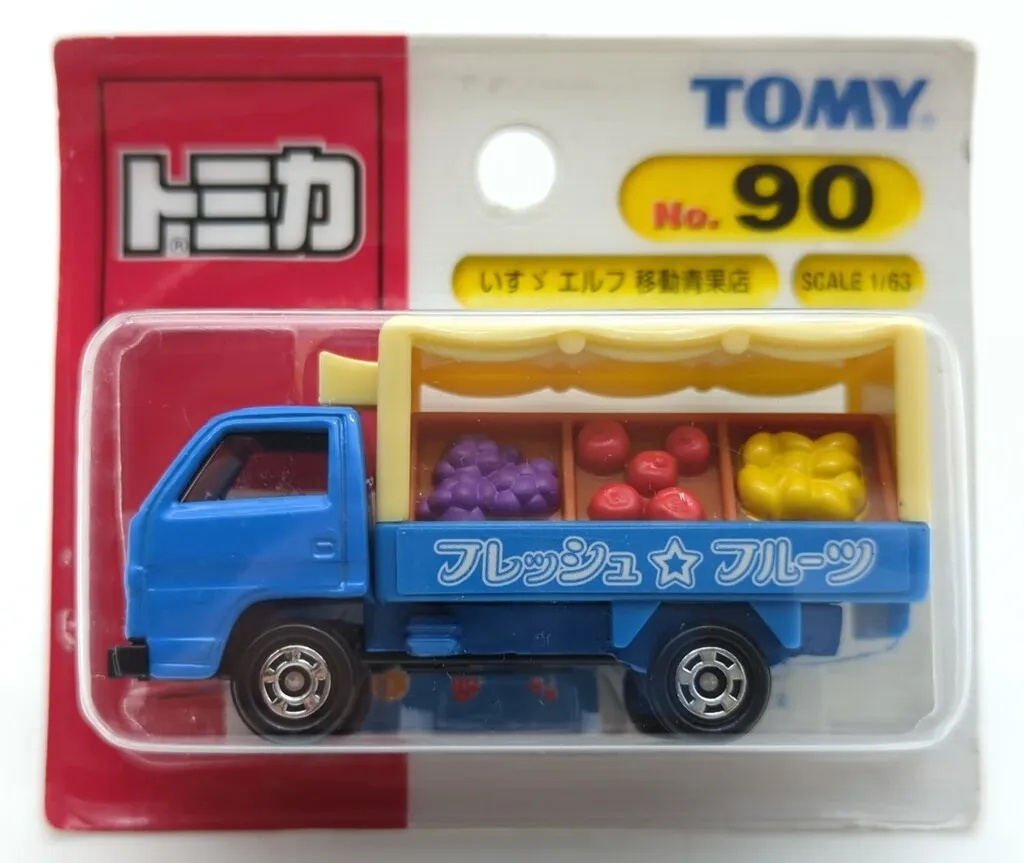 トミカ®
TOMY®
No. 90
いすゞ エルフ 移動青果店
SCALE 1/63
フレッシュ☆フルーツ